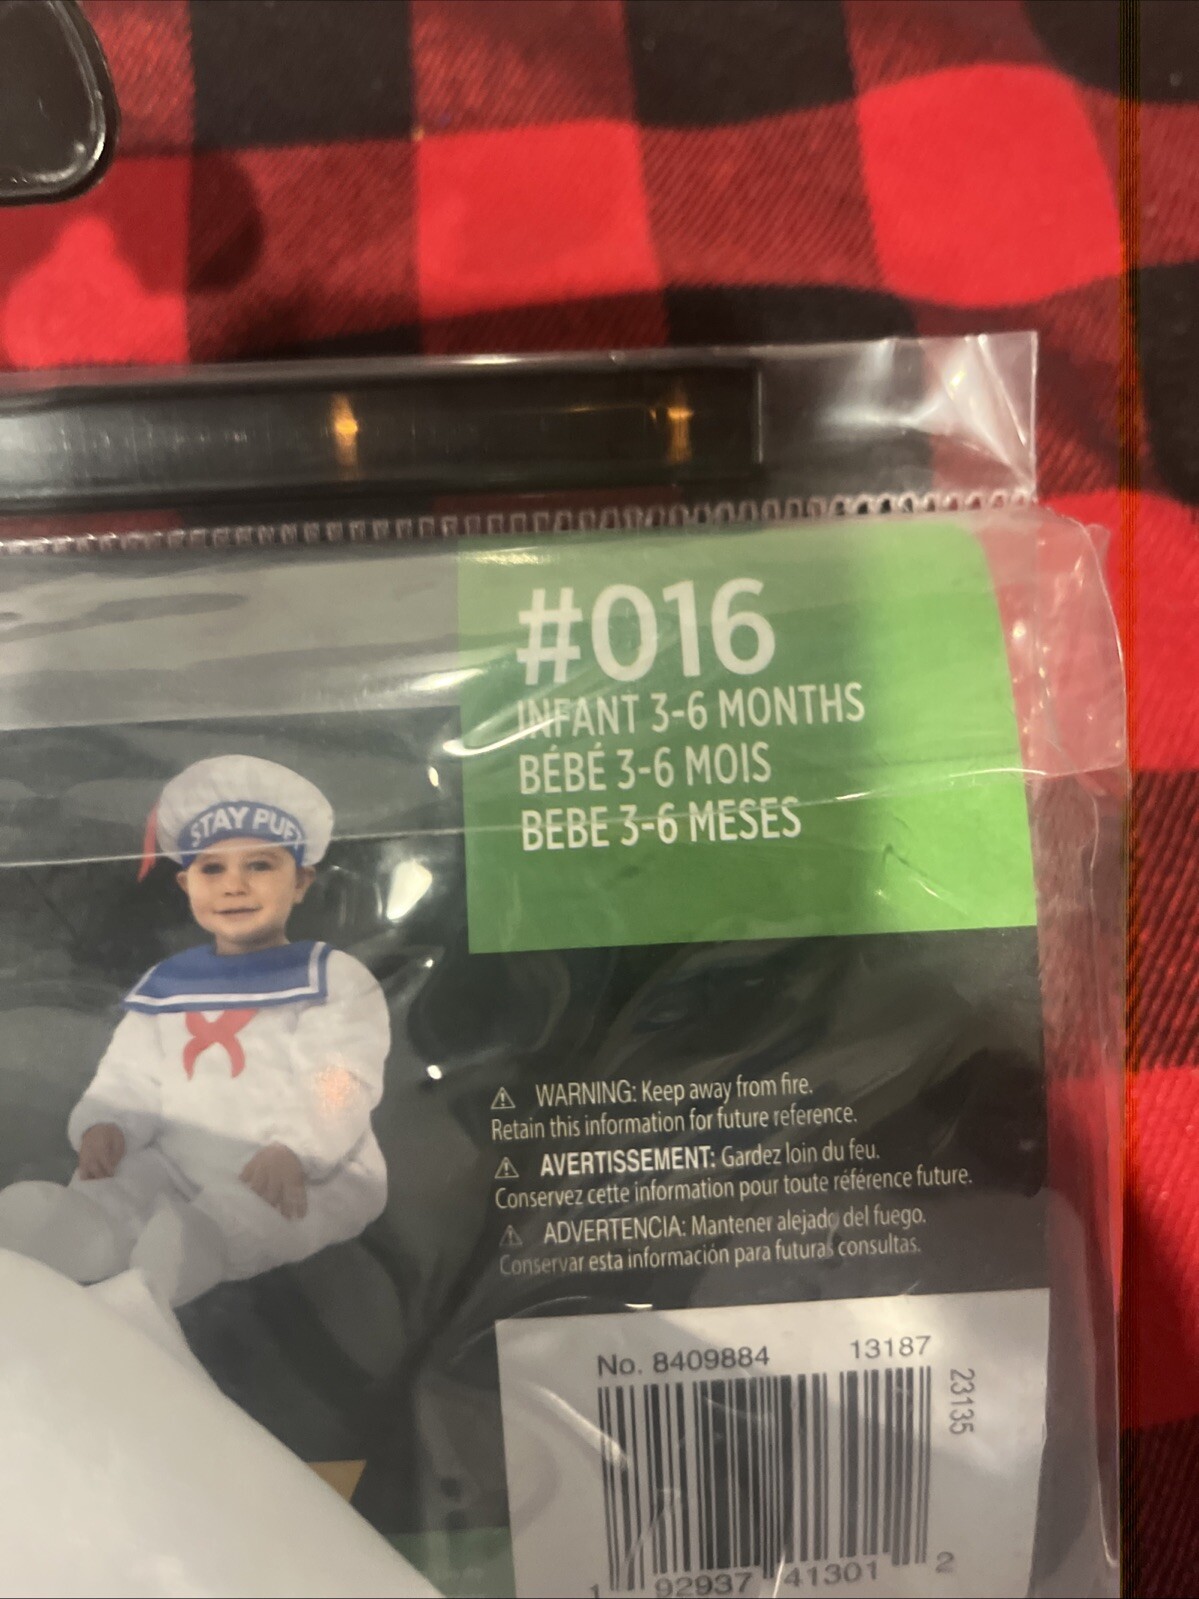 #016
INFANT 3-6 MONTHS
BÉBÉ 3-6 MOIS
BEBE 3-6 MESES
STAY PUFT
⚠ WARNING: Keep away from fire.
Retain this information for future reference.
⚠ AVERTISSEMENT: Gardez loin du feu.
Conservez cette information pour toute référence future.
⚠ ADVERTENCIA: Mantener alejado del fuego.
Conservar esta información para futuras consultas.
No. 8409884 13187
23135
1 92937 41301 2